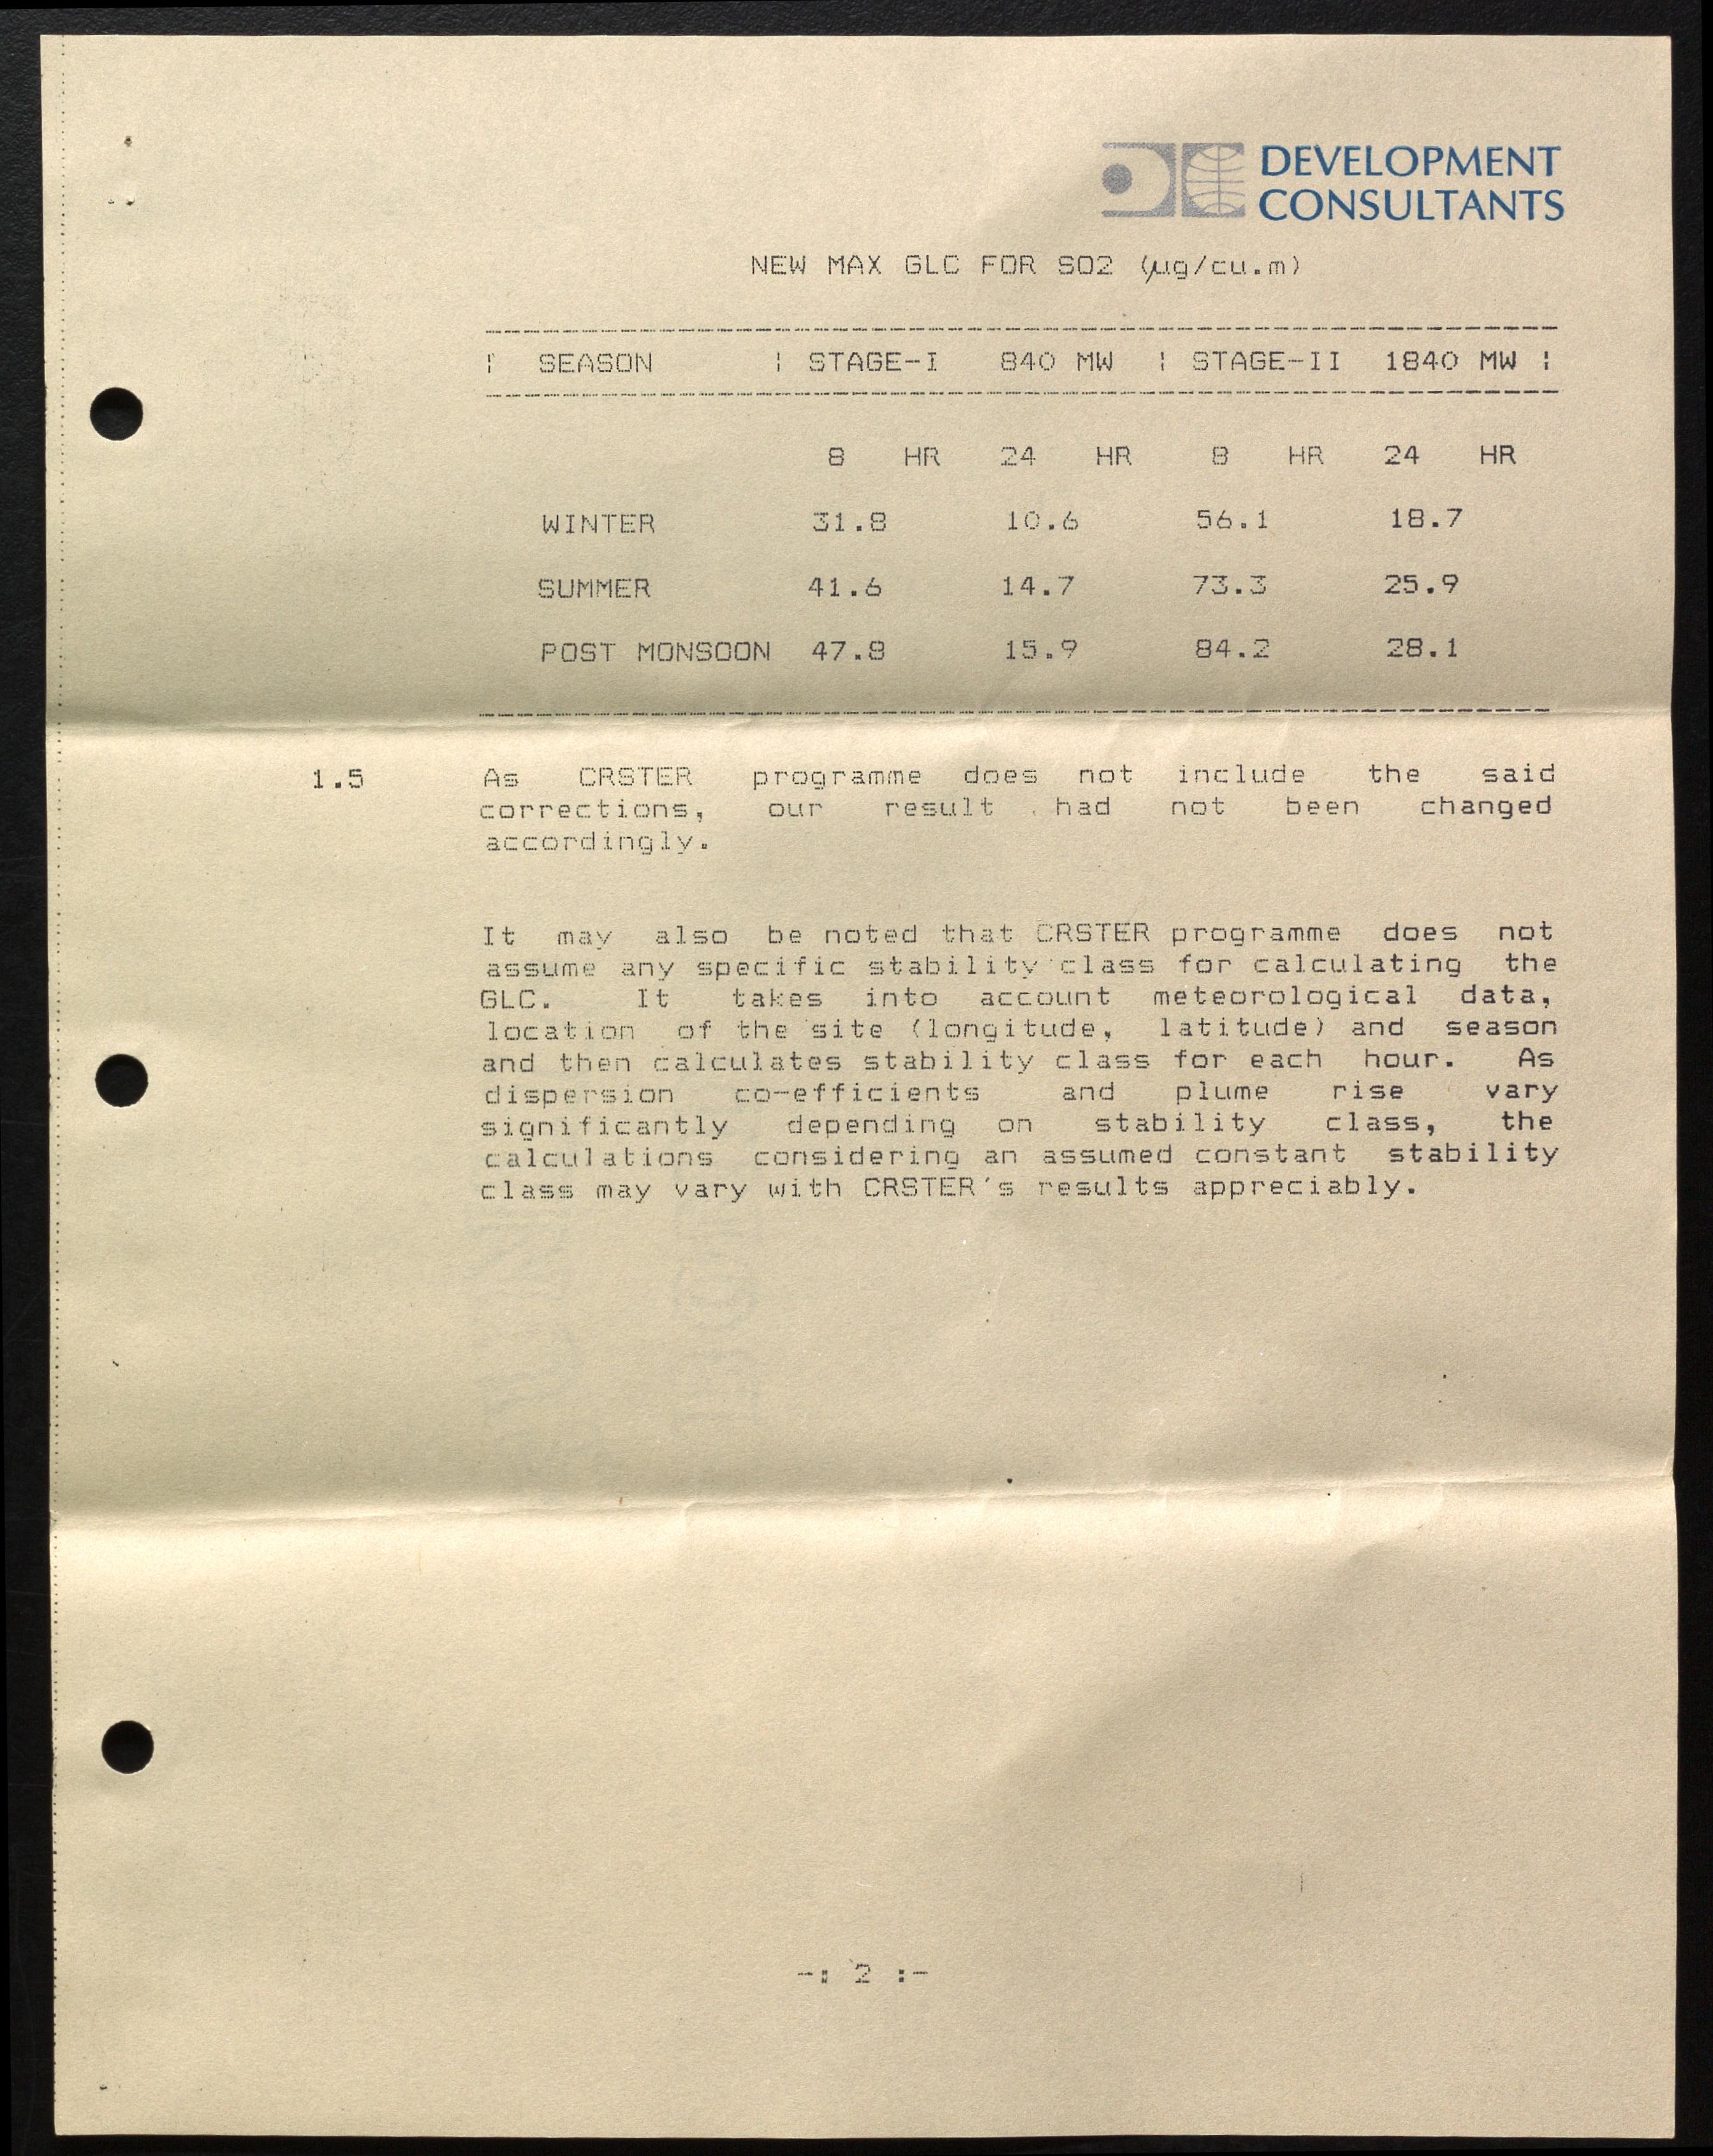 DEVELOPMENT
CONSULTANTS
NEW MAX GLC FOR SO2 (µg/cu.m)
¦ SEASON ¦ STAGE-I 840 MW ¦ STAGE-II 1840 MW ¦
8 HR 24 HR 8 HR 24 HR
WINTER 31.8 10.6 56.1 18.7
SUMMER 41.6 14.7 73.3 25.9
POST MONSOON 47.8 15.9 84.2 28.1
1.5 As CRSTER programme does not include the said
corrections, our result had not been changed
accordingly.
It may also be noted that CRSTER programme does not
assume any specific stability class for calculating the
GLC. It takes into account meteorological data,
location of the site (longitude, latitude) and season
and then calculates stability class for each hour. As
dispersion co-efficients and plume rise vary
significantly depending on stability class, the
calculations considering an assumed constant stability
class may vary with CRSTER's results appreciably.
-: 2 :-